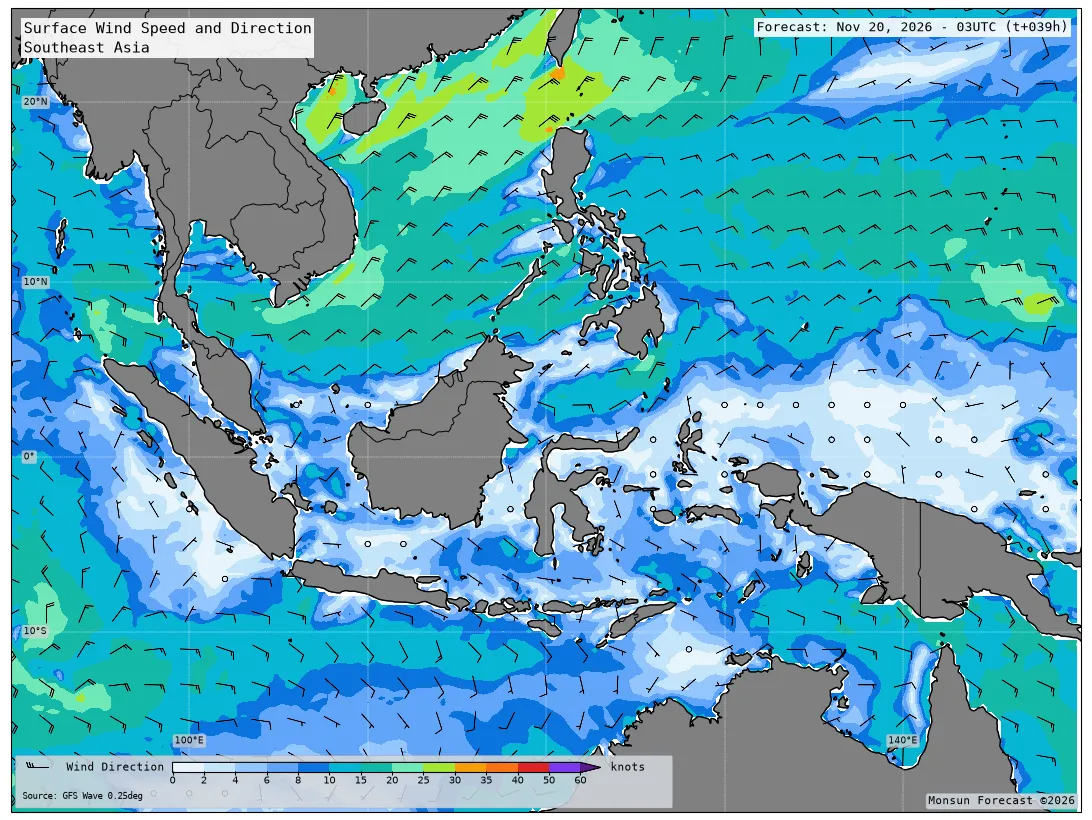 Surface Wind Speed and Direction
Southeast Asia
Forecast: Nov 20, 2026 - 03UTC (t+039h)
20°N
10°N
0°
10°S
100°E
140°E
Wind Direction
knots
0 2 4 6 8 10 15 20 25 30 35 40 50 60
Source: GFS Wave 0.25deg
Monsun Forecast ©2026